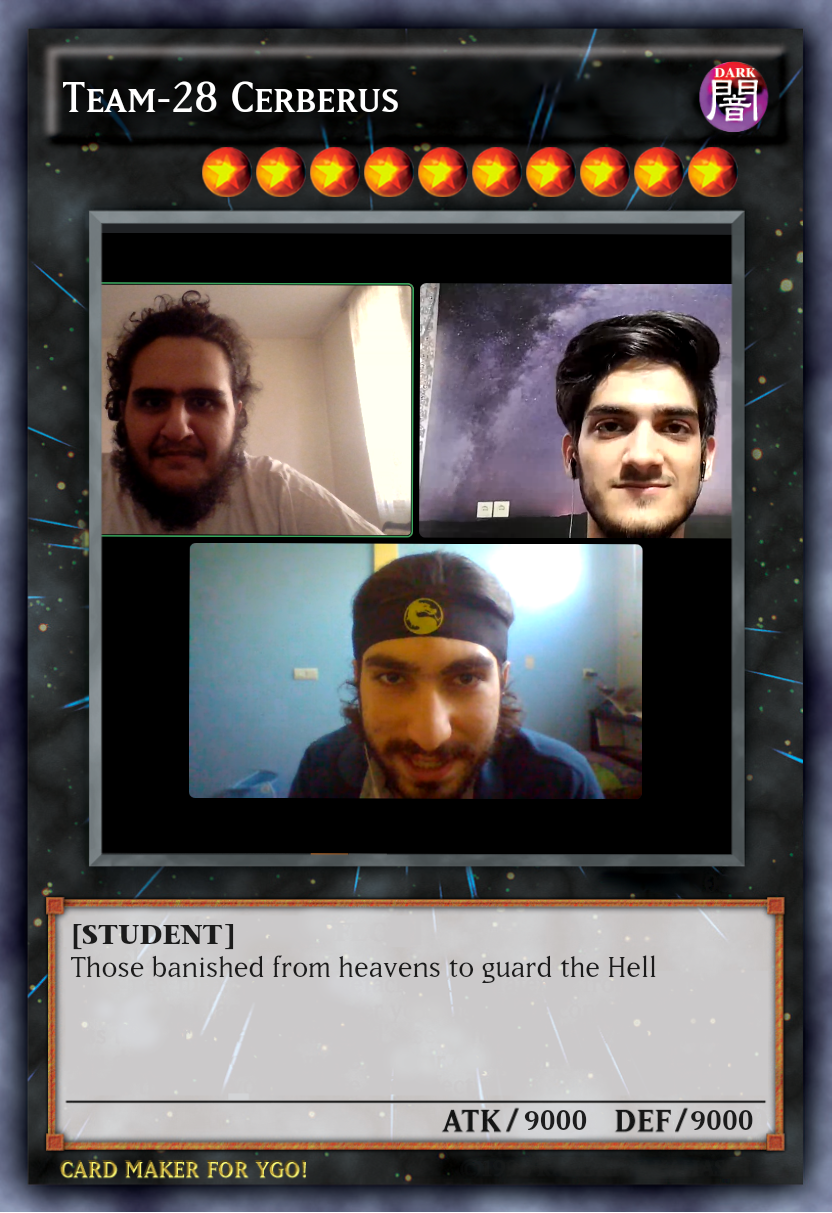 Team-28 Cerberus
DARK
闇
[STUDENT]
Those banished from heavens to guard the Hell
ATK / 9000 DEF/9000
CARD MAKER FOR YGO!